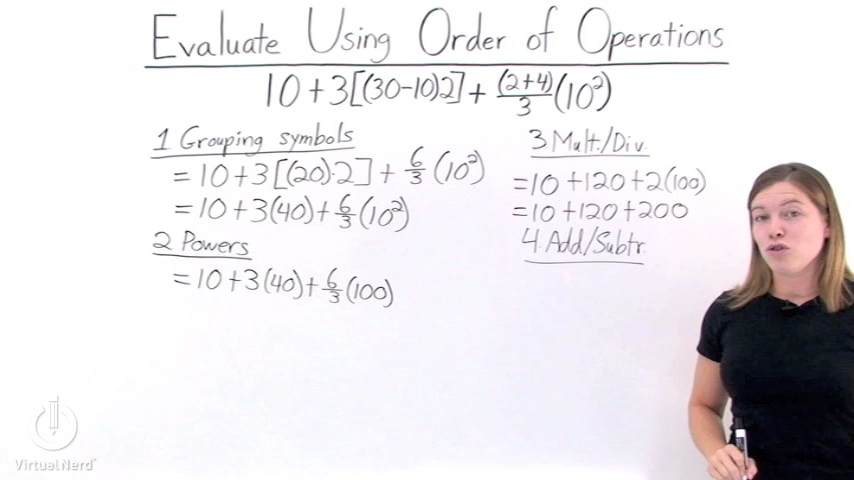 Evaluate Using Order of Operations
10+3[(30-10)2]+(2+4)/3(10²)
1 Grouping symbols
=10+3[(20)·2]+6/3(10²)
=10+3(40)+6/3(10²)
2 Powers
=10+3(40)+6/3(100)
3 Mult./Div.
=10+120+2(100)
=10+120+200
4 Add./Subtr.
VirtualNerd™